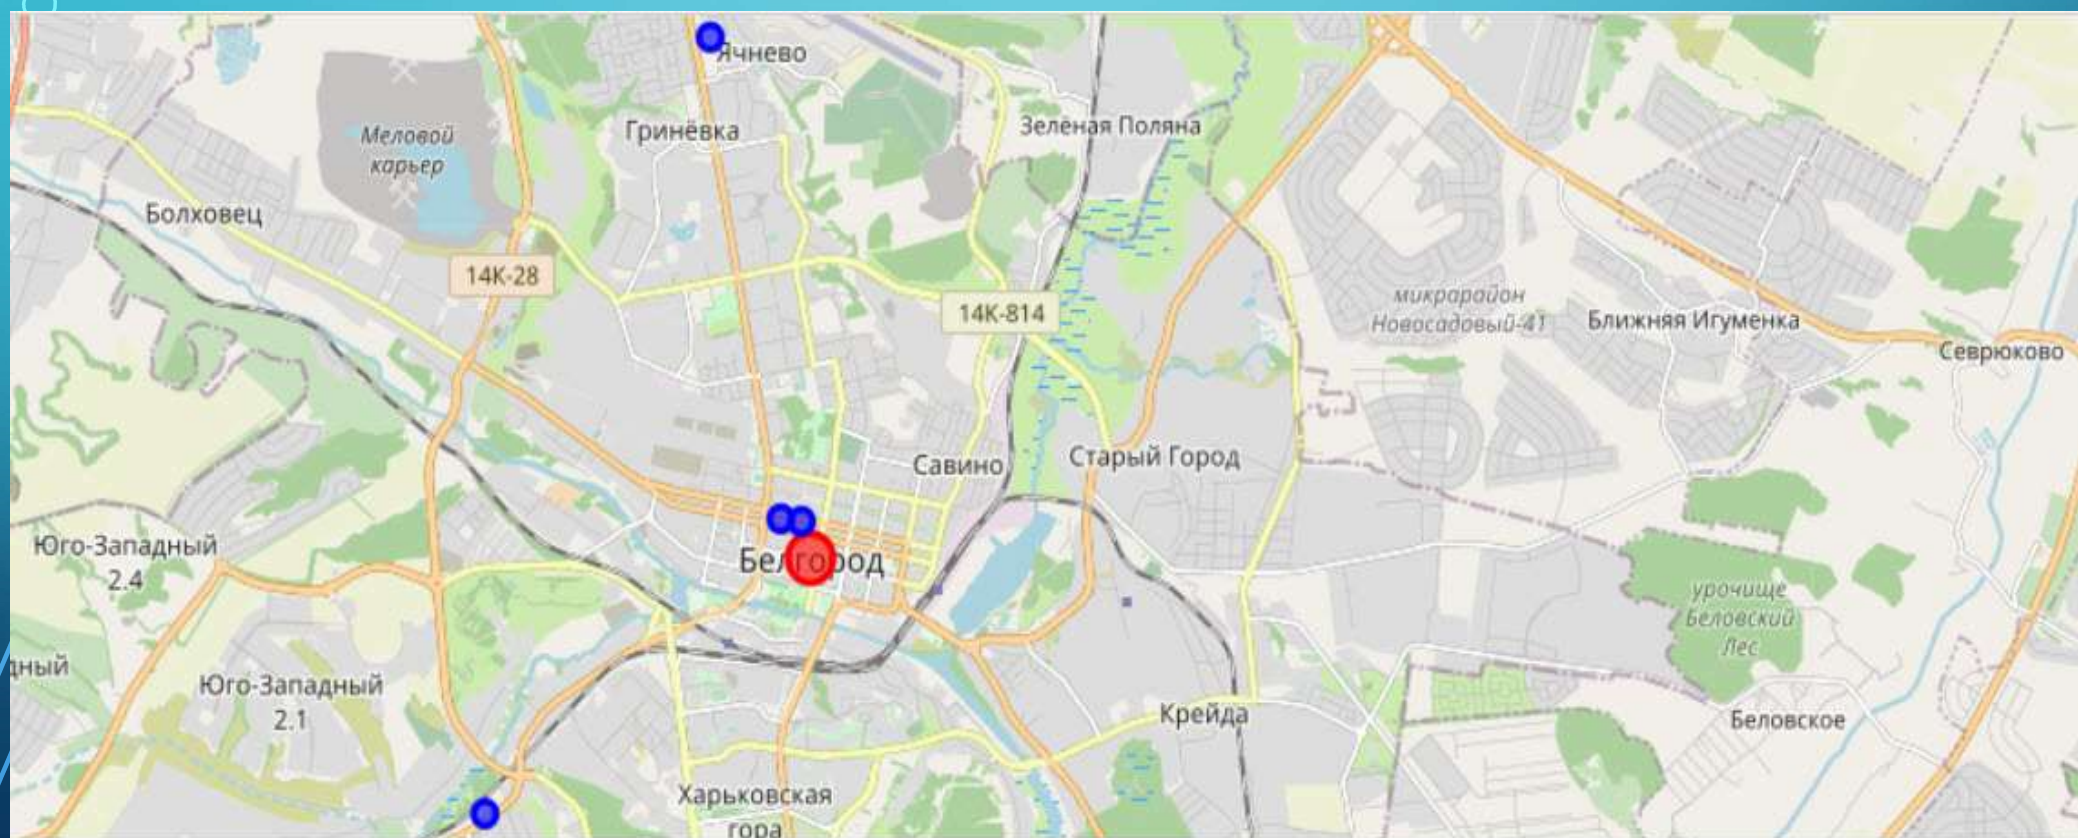 Ячнево
Гринёвка
Зелёная Поляна
Меловой
карьер
Болховец
14К-28
14К-814
микрарайон
Новосадовый-41
Ближняя Игуменка
Севрюково
Савино
Старый Город
Юго-Западный
2.4
Белгород
урочище
Беловский
Лес
дный
Юго-Западный
2.1
Крейда
Беловское
Харьковская
гора